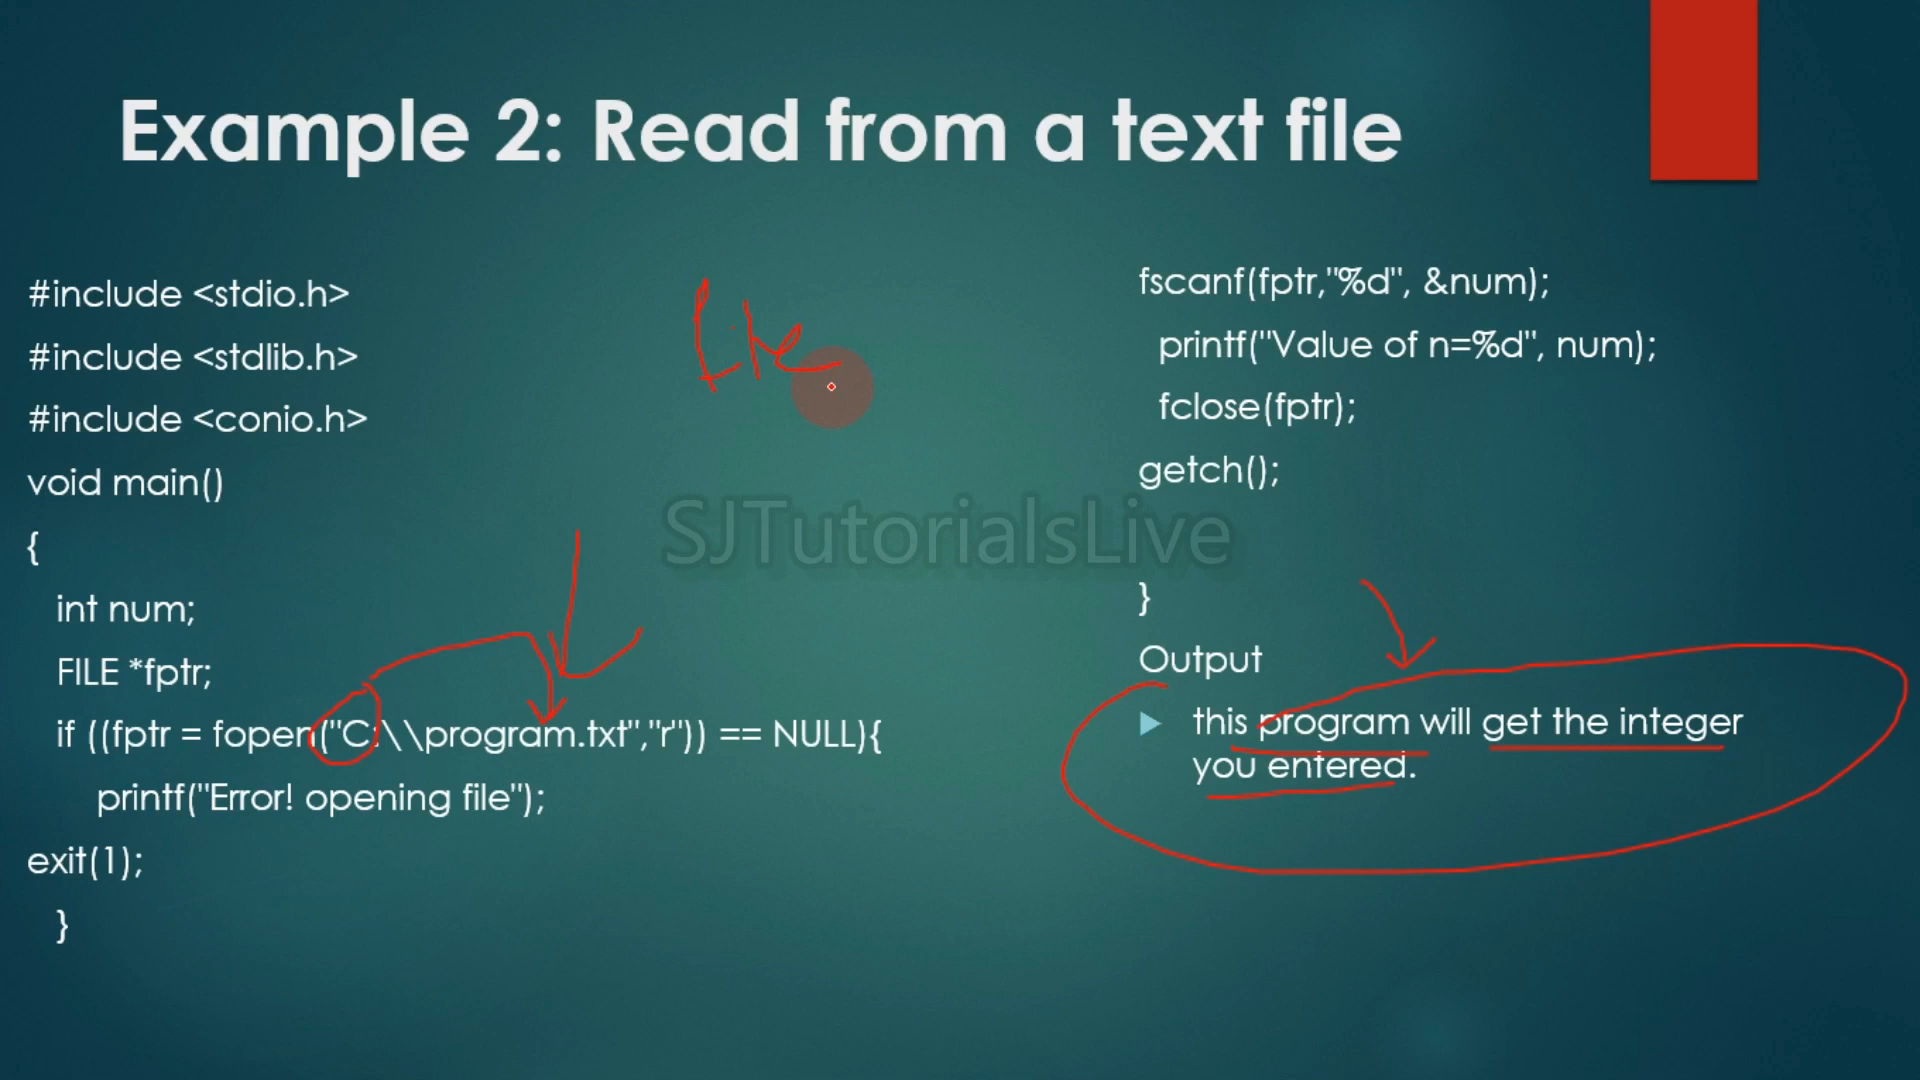 Example 2: Read from a text file
#include <stdio.h>
#include <stdlib.h>
#include <conio.h>
void main()
{
int num;
FILE *fptr;
if ((fptr = fopen("C:\\program.txt","r")) == NULL){
printf("Error! opening file");
exit(1);
}
fscanf(fptr,"%d", &num);
printf("Value of n=%d", num);
fclose(fptr);
getch();
}
Output
this program will get the integer
you entered.
SJTutorialsLive